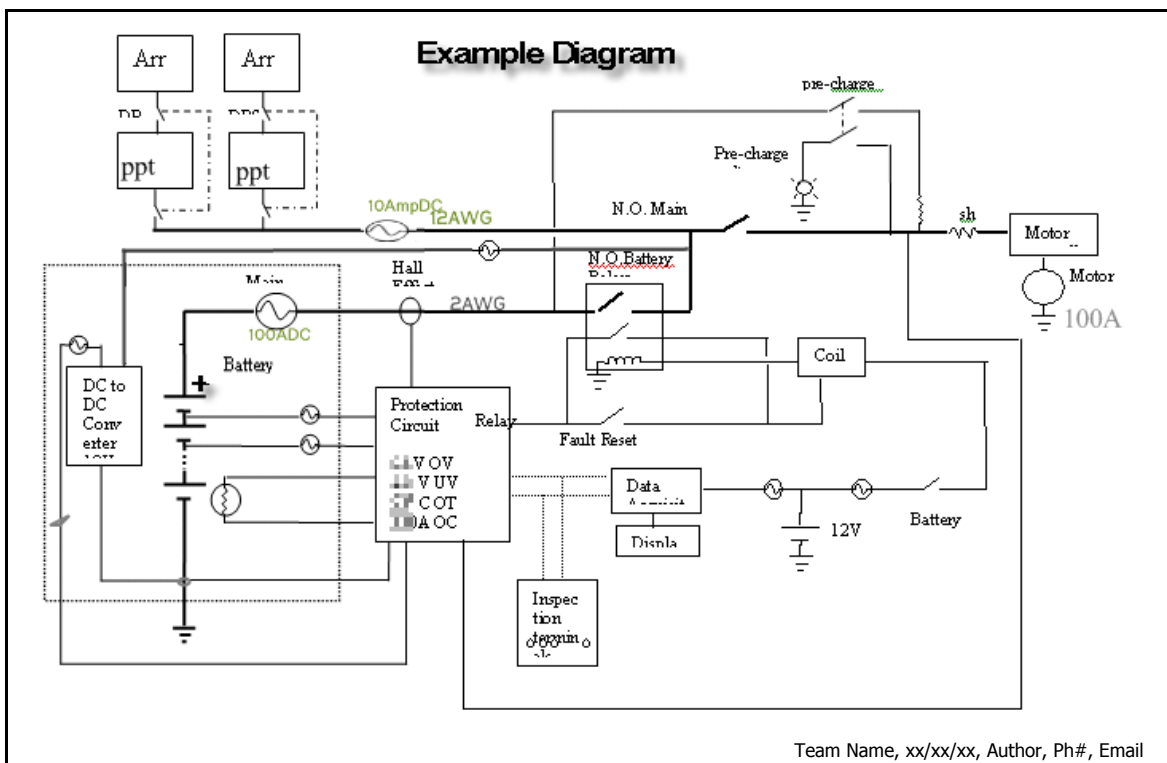 Example Diagram
Arr
Arr
ppt
ppt
pre-charge
Pre-charge
10AmpDC
12AWG
N.O. Main
sh
Motor
Motor
100A
Hall
N.O.Battery
2AWG
100ADC
Battery
+
DC to
DC
Conv
erter
Protection
Circuit
Relay
V OV
V UV
C OT
A OC
Coil
Fault Reset
Data
Displa
12V
Battery
Inspec
tion
Team Name, xx/xx/xx, Author, Ph#, Email